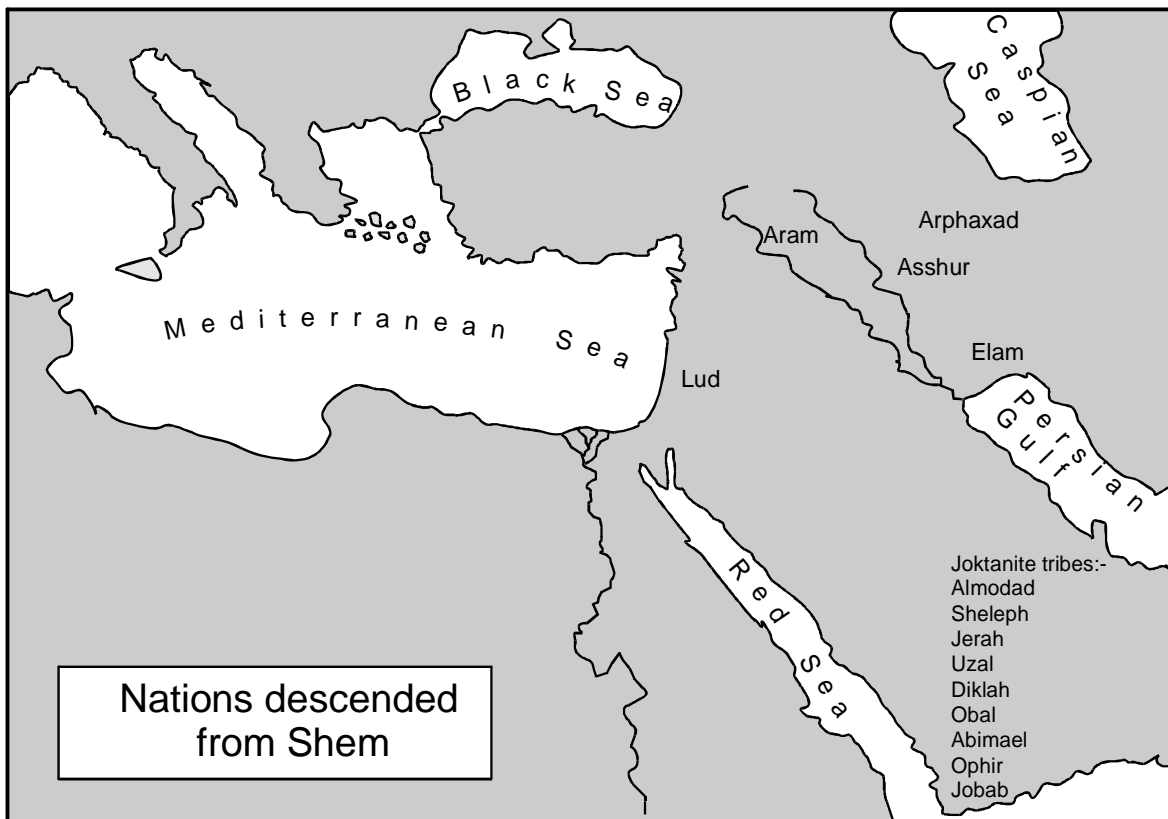 Black Sea
Caspian
Sea
Arphaxad
Aram
Asshur
Mediterranean Sea
Elam
Lud
Persian
Gulf
Red Sea
Joktanite tribes:-
Almodad
Sheleph
Jerah
Uzal
Diklah
Obal
Abimael
Ophir
Jobab
Nations descended
from Shem